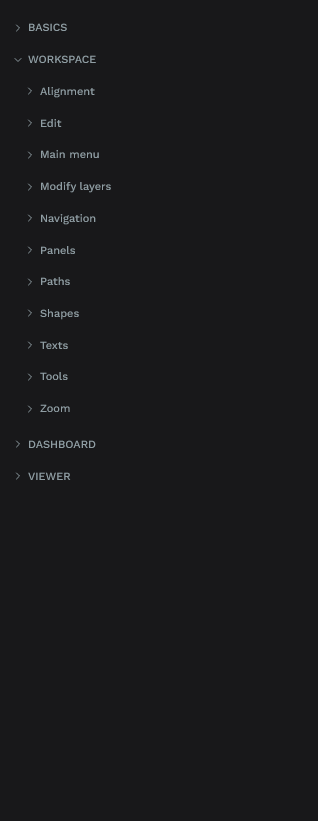 BASICS
WORKSPACE
Alignment
Edit
Main menu
Modify layers
Navigation
Panels
Paths
Shapes
Texts
Tools
Zoom
DASHBOARD
VIEWER